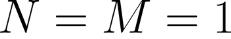 N = M = 1